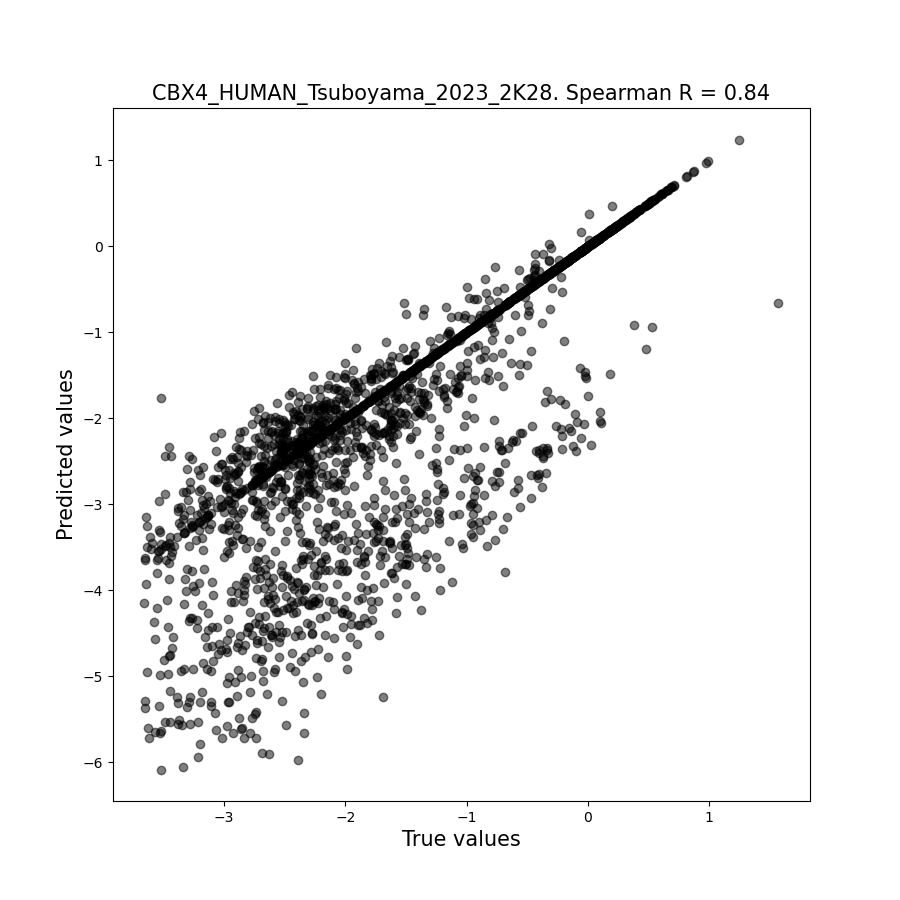 CBX4_HUMAN_Tsuboyama_2023_2K28. Spearman R = 0.84
1
0
−1
−2
−3
−4
−5
−6
Predicted values
−3 −2 −1 0 1
True values